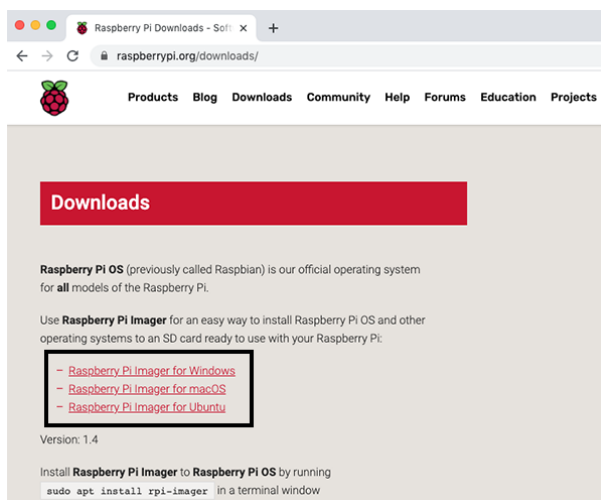 Raspberry Pi Downloads - Soft
raspberrypi.org/downloads/
Products Blog Downloads Community Help Forums Education Projects
Downloads
Raspberry Pi OS (previously called Raspbian) is our official operating system
for all models of the Raspberry Pi.
Use Raspberry Pi Imager for an easy way to install Raspberry Pi OS and other
operating systems to an SD card ready to use with your Raspberry Pi:
– Raspberry Pi Imager for Windows
– Raspberry Pi Imager for macOS
– Raspberry Pi Imager for Ubuntu
Version: 1.4
Install Raspberry Pi Imager to Raspberry Pi OS by running
sudo apt install rpi-imager in a terminal window